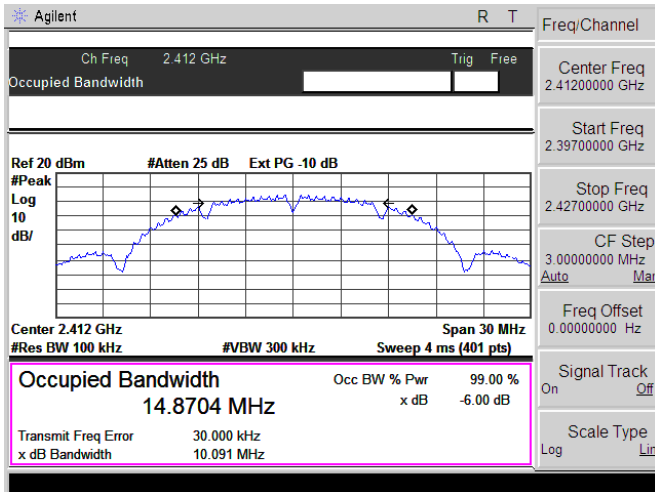 Agilent R T
Freq/Channel
Ch Freq 2.412 GHz Trig Free
Occupied Bandwidth
Center Freq
2.41200000 GHz
Start Freq
2.39700000 GHz
Stop Freq
2.42700000 GHz
CF Step
3.00000000 MHz
Auto Man
Freq Offset
0.00000000 Hz
Signal Track
On Off
Scale Type
Log Lin
Ref 20 dBm #Atten 25 dB Ext PG -10 dB
#Peak
Log
10
dB/
Center 2.412 GHz Span 30 MHz
#Res BW 100 kHz #VBW 300 kHz Sweep 4 ms (401 pts)
Occupied Bandwidth Occ BW % Pwr 99.00 %
14.8704 MHz x dB -6.00 dB
Transmit Freq Error 30.000 kHz
x dB Bandwidth 10.091 MHz